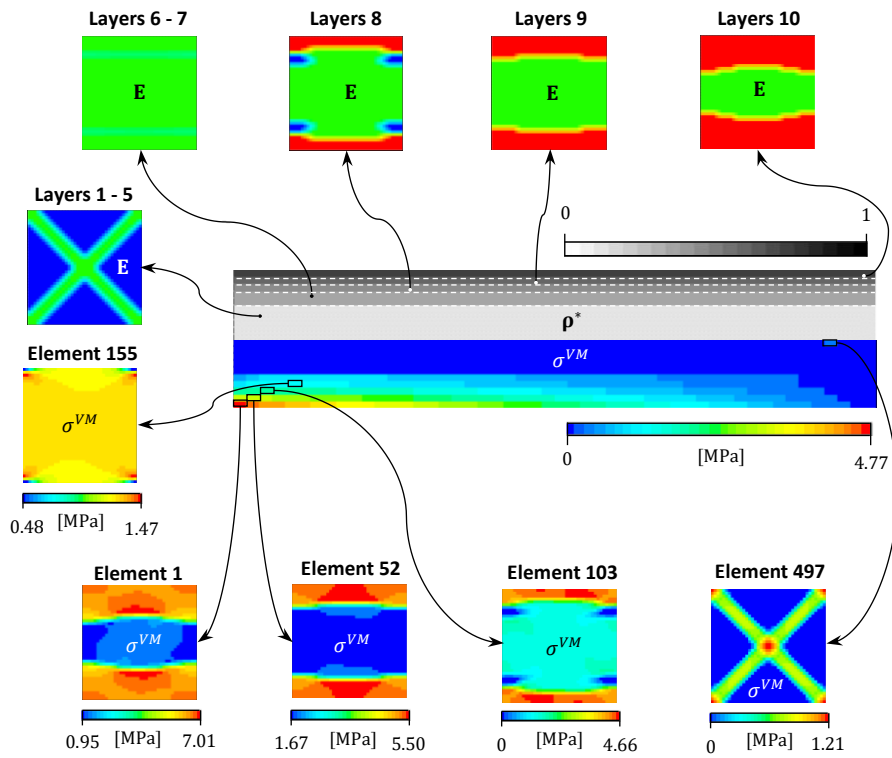 Layers 6 - 7
Layers 8
Layers 9
Layers 10
E
E
E
E
Layers 1 - 5
E
0
1
ρ*
σ^{VM}
Element 155
σ^{VM}
0
[MPa]
4.77
0.48
[MPa]
1.47
Element 1
Element 52
Element 103
Element 497
σ^{VM}
σ^{VM}
σ^{VM}
σ^{VM}
0.95
[MPa]
7.01
1.67
[MPa]
5.50
0
[MPa]
4.66
0
[MPa]
1.21